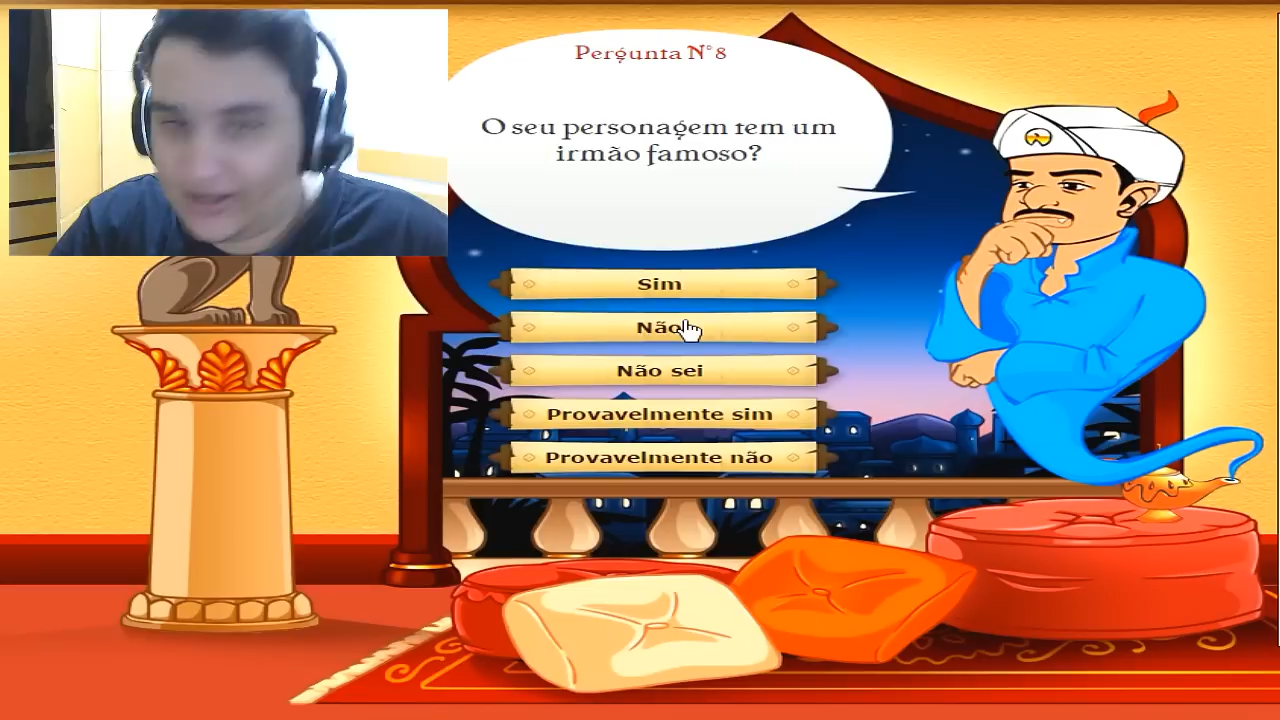 Pergunta N°8
O seu personagem tem um
irmão famoso?
Sim
Não
Não sei
Provavelmente sim
Provavelmente não